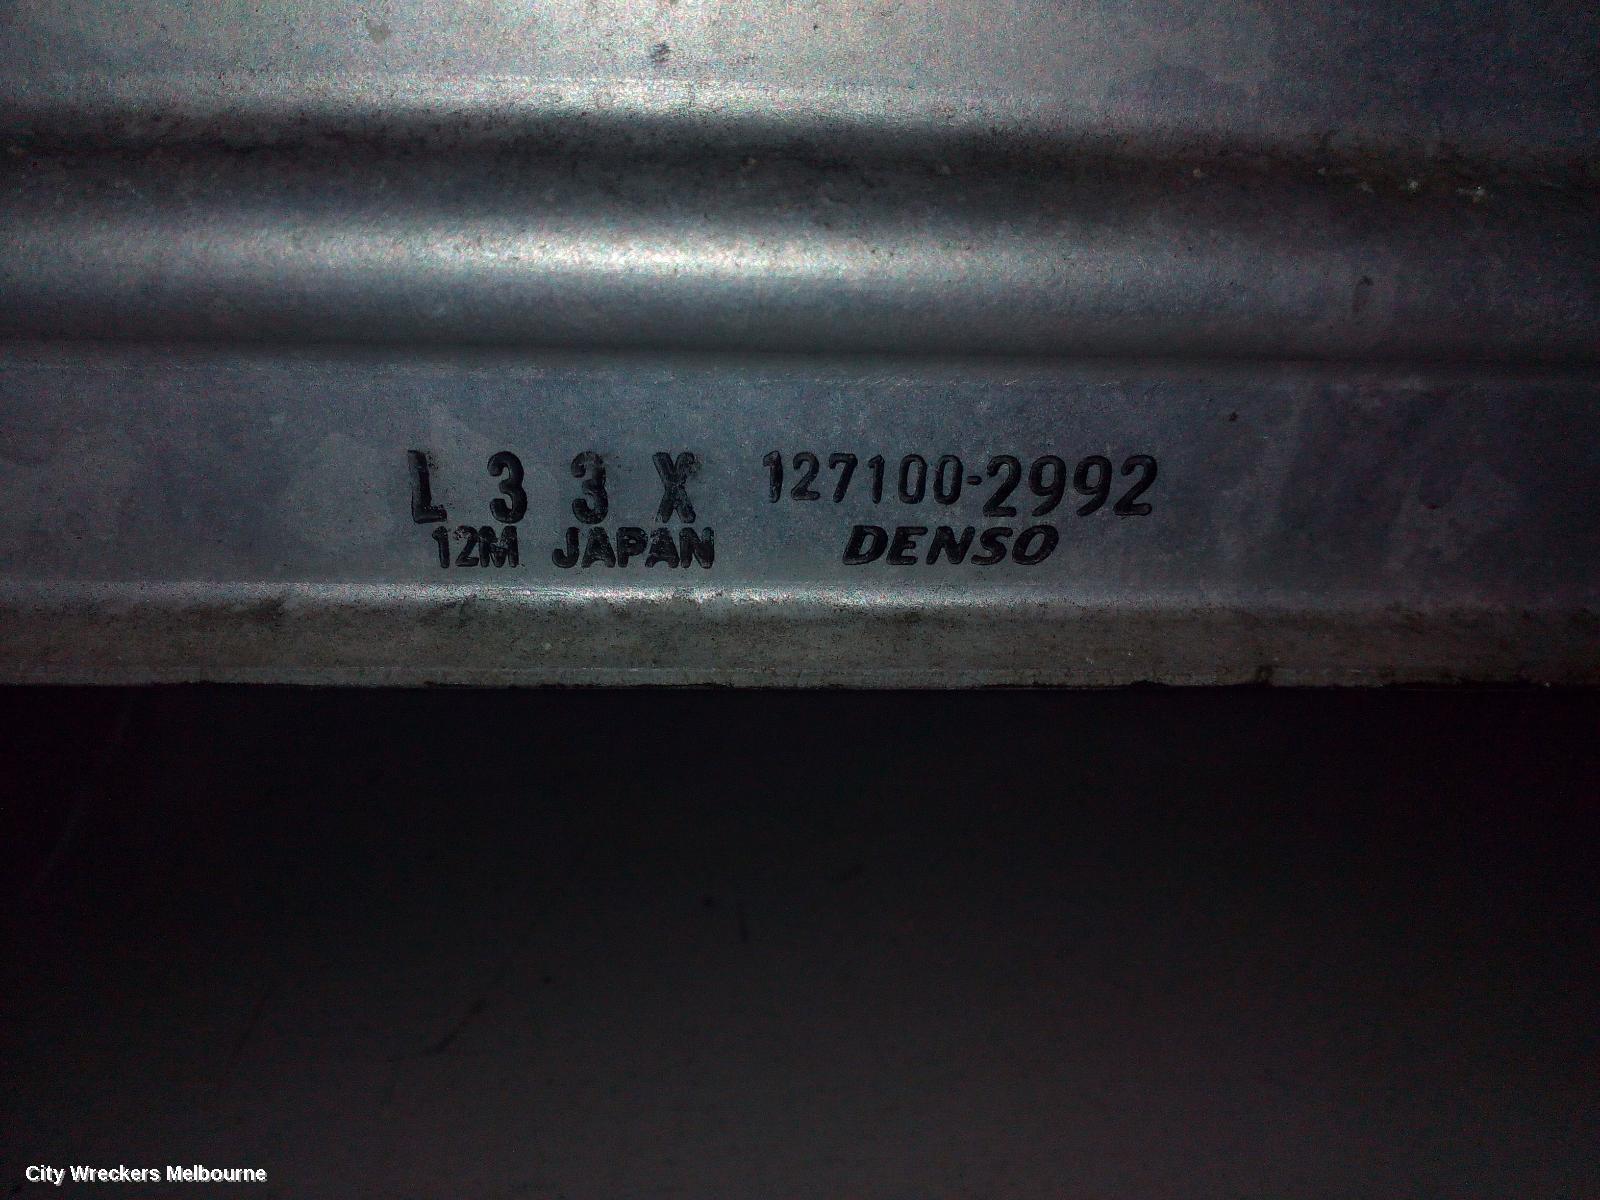 L 3 3 X 127100-2992
12M JAPAN DENSO
City Wreckers Melbourne